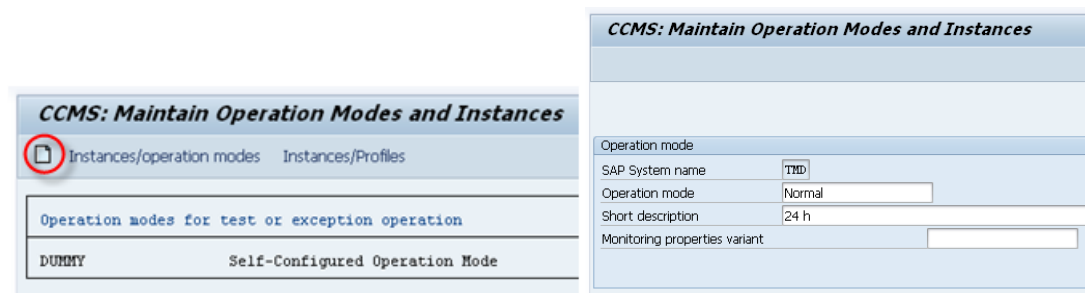 CCMS: Maintain Operation Modes and Instances
Instances/operation modes Instances/Profiles
Operation modes for test or exception operation
DUMMY Self-Configured Operation Mode
CCMS: Maintain Operation Modes and Instances
Operation mode
SAP System name TMD
Operation mode Normal
Short description 24 h
Monitoring properties variant